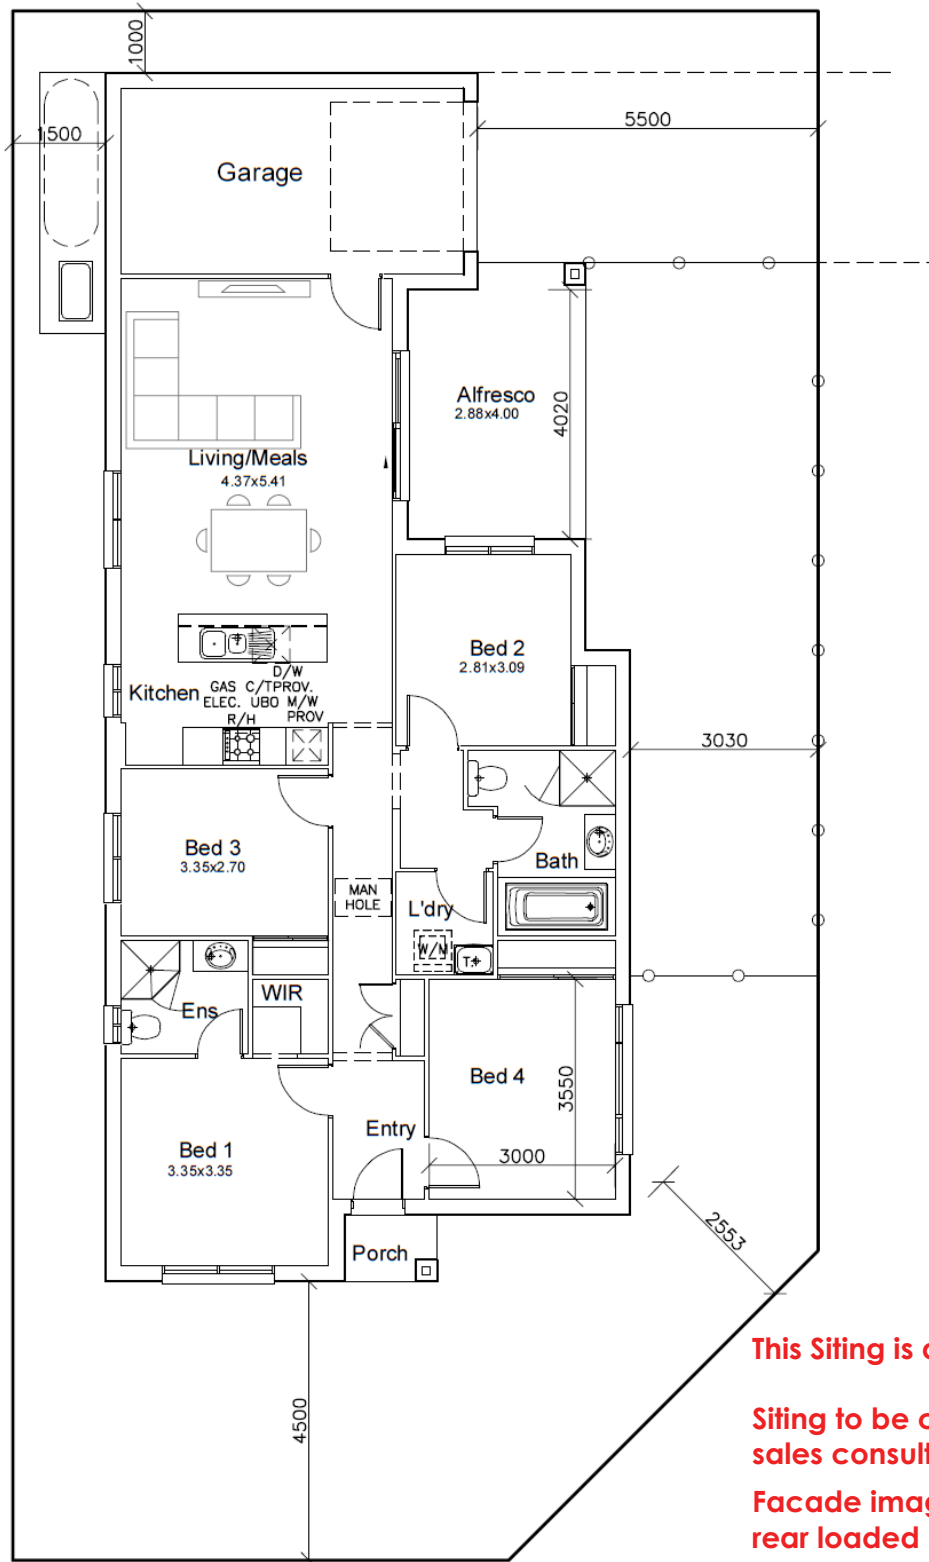 1000
1500
5500
Garage
Alfresco
2.88x4.00
4020
Living/Meals
4.37x5.41
Bed 2
2.81x3.09
Kitchen
D/W
GAS C/TPROV.
ELEC. UBO M/W
R/H PROV
3030
Bed 3
3.35x2.70
Bath
MAN
HOLE
L'dry
W/M
T.
WIR
Ens
Bed 4
3550
Entry
3000
Bed 1
3.35x3.35
Porch
2553
4500
This Siting is
Siting to be
sales consul
Facade imag
rear loaded